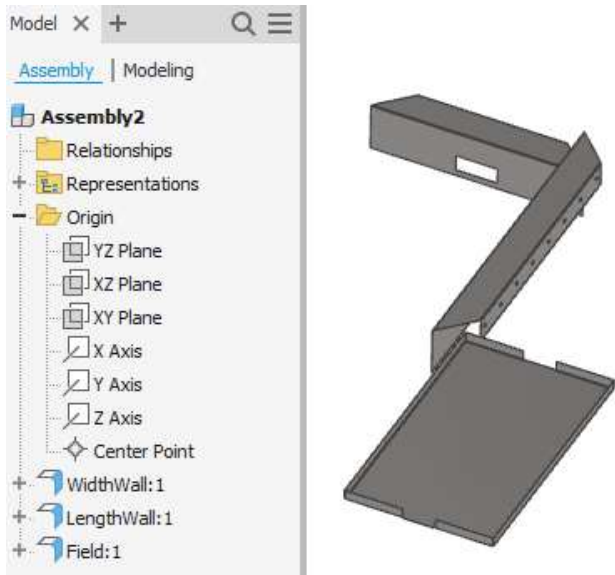 Model × +
Assembly | Modeling
Assembly2
Relationships
Representations
Origin
YZ Plane
XZ Plane
XY Plane
X Axis
Y Axis
Z Axis
Center Point
WidthWall:1
LengthWall:1
Field:1